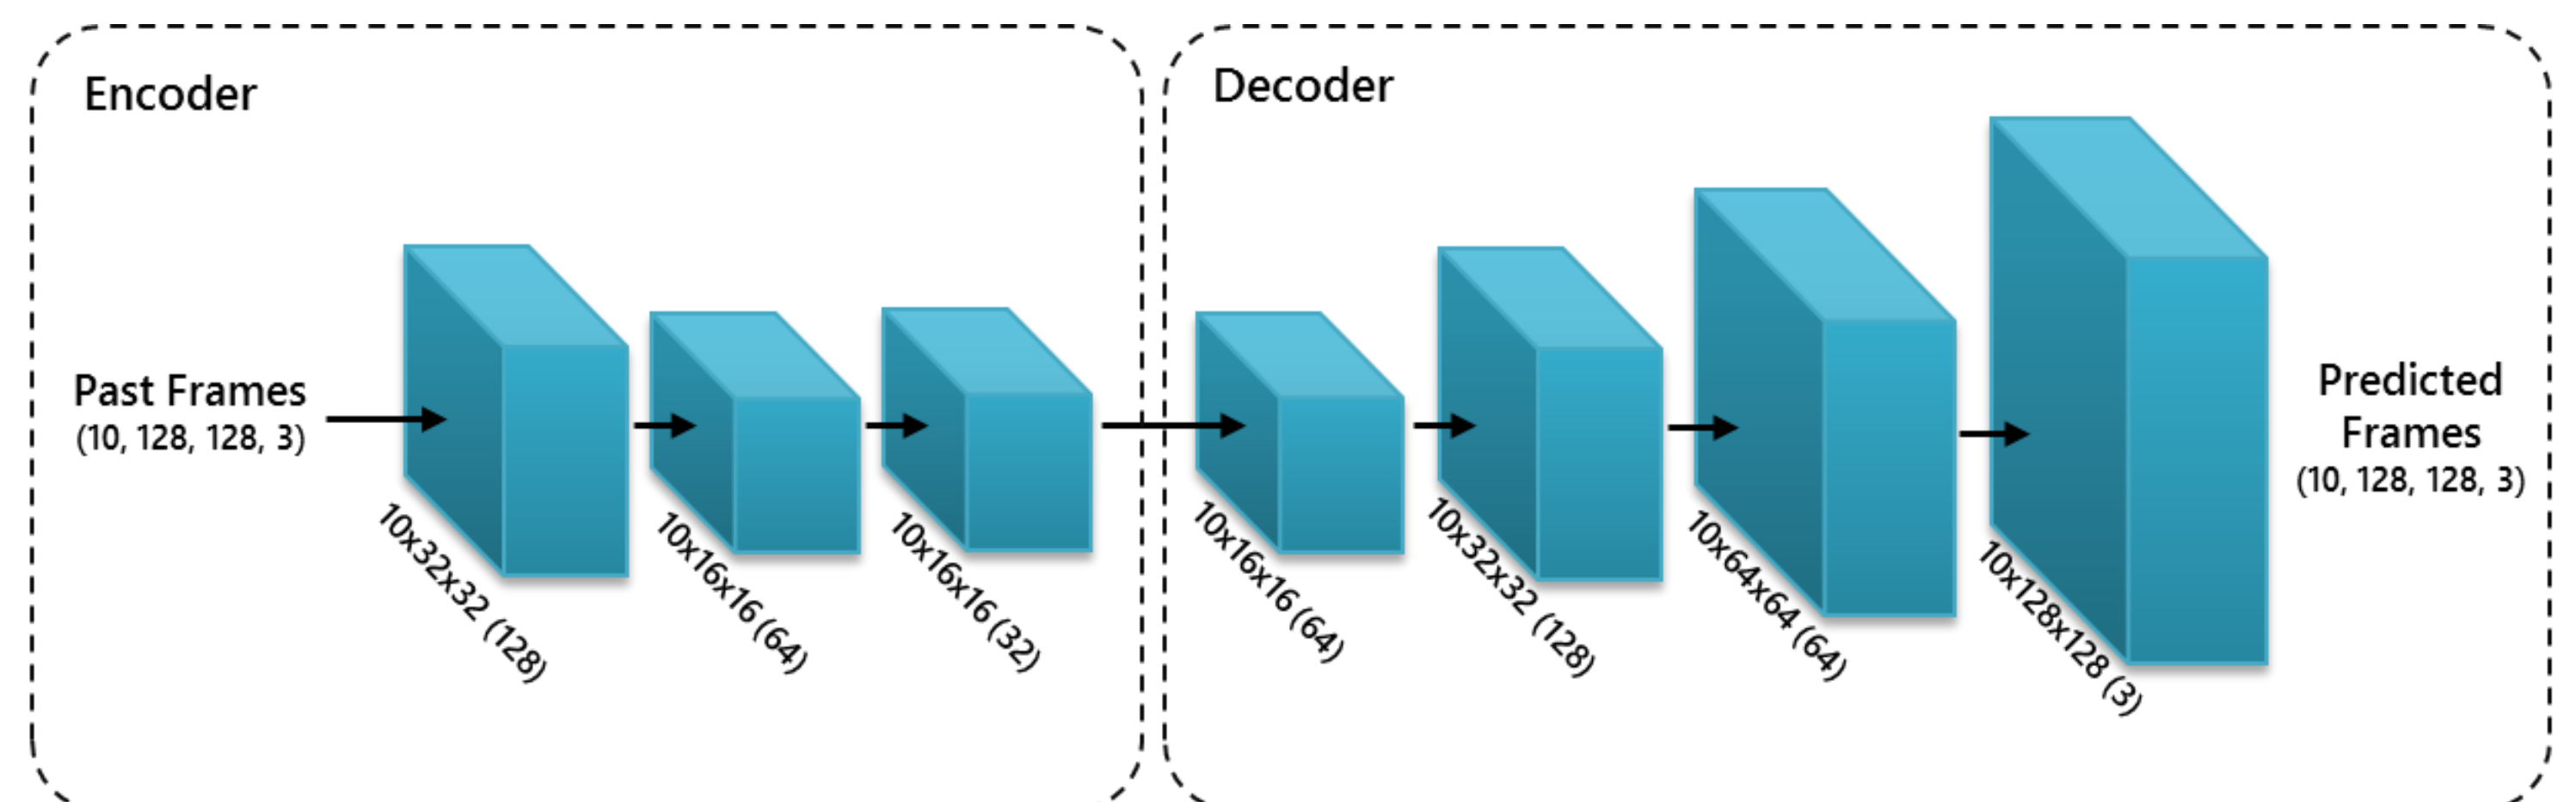 Encoder
Past Frames
(10, 128, 128, 3)
10x32x32 (128)
10x16x16 (64)
10x16x16 (32)
Decoder
10x16x16 (64)
10x32x32 (128)
10x64x64 (64)
10x128x128 (3)
Predicted
Frames
(10, 128, 128, 3)